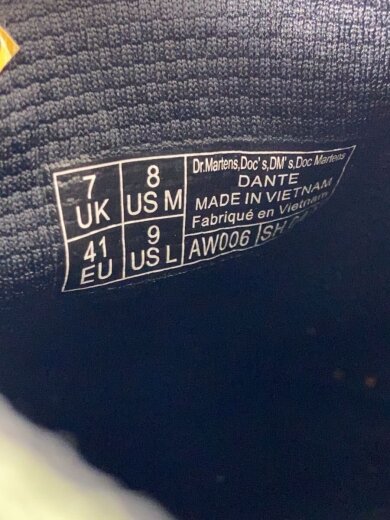 7 UK
8 US M
41 EU
9 US L
Dr.Martens,Doc's,DM's,Doc Martens
DANTE
MADE IN VIETNAM
Fabriqué en Vietnam
AW006 SH